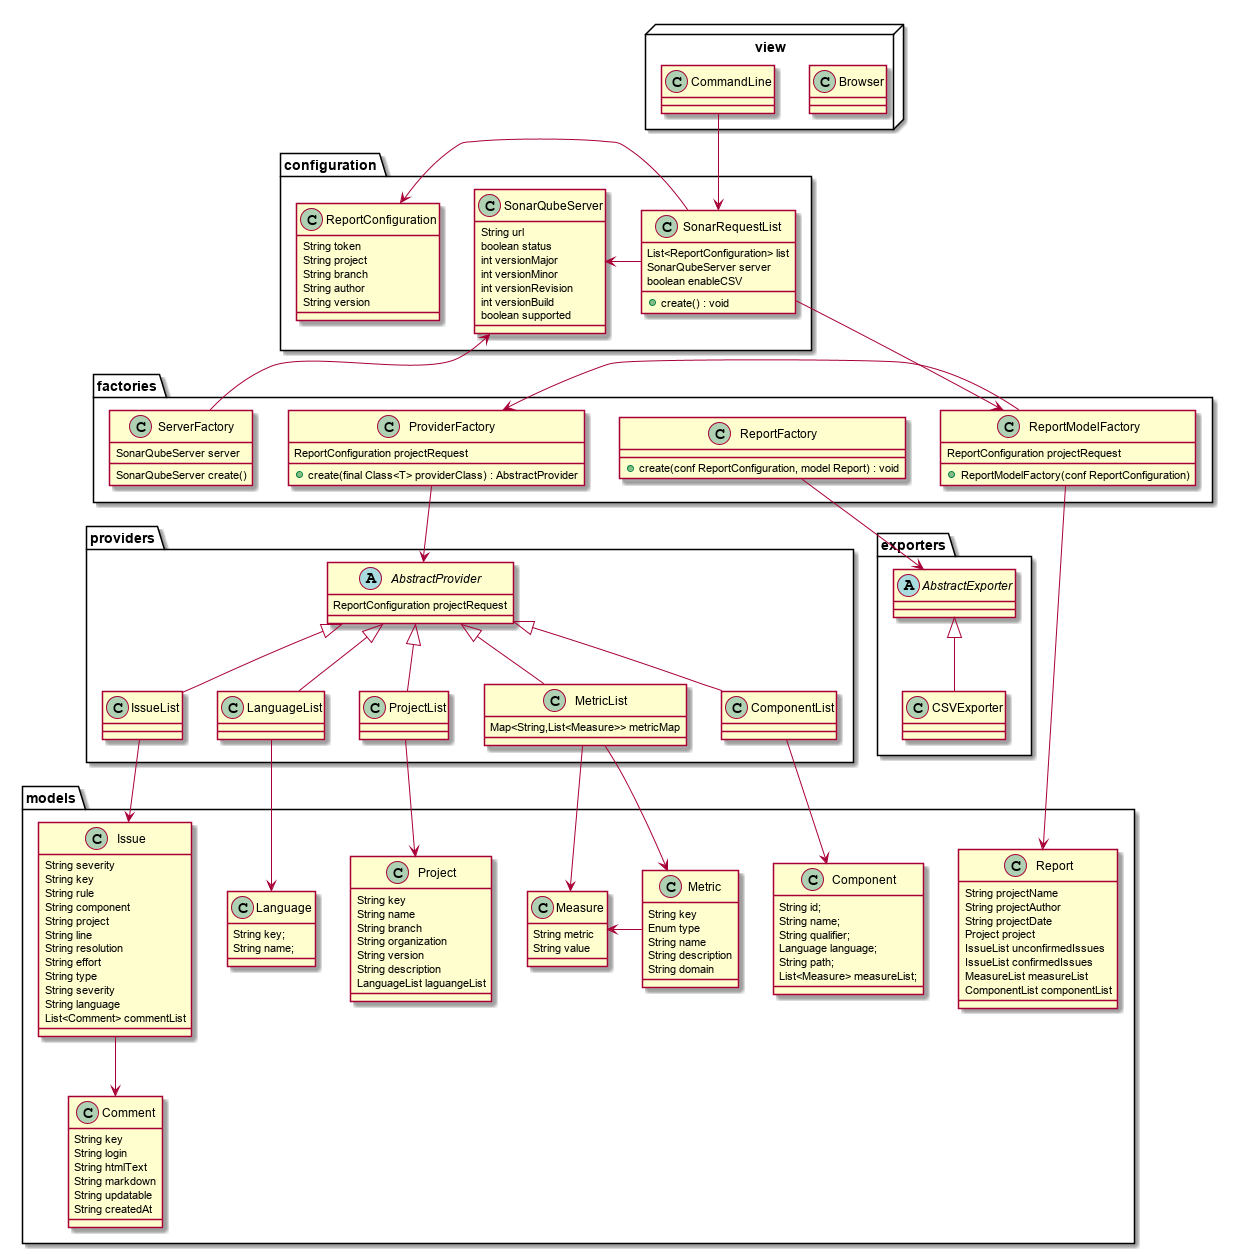 view
C CommandLine
C Browser
configuration
C ReportConfiguration
String token
String project
String branch
String author
String version
C SonarQubeServer
String url
boolean status
int versionMajor
int versionMinor
int versionRevision
int versionBuild
boolean supported
C SonarRequestList
List<ReportConfiguration> list
SonarQubeServer server
boolean enableCSV
create() : void
factories
C ServerFactory
SonarQubeServer server
SonarQubeServer create()
C ProviderFactory
ReportConfiguration projectRequest
create(final Class<T> providerClass) : AbstractProvider
C ReportFactory
create(conf ReportConfiguration, model Report) : void
C ReportModelFactory
ReportConfiguration projectRequest
ReportModelFactory(conf ReportConfiguration)
providers
A AbstractProvider
ReportConfiguration projectRequest
C IssueList
C LanguageList
C ProjectList
C MetricList
Map<String,List<Measure>> metricMap
C ComponentList
exporters
A AbstractExporter
C CSVExporter
models
C Issue
String severity
String key
String rule
String component
String project
String line
String resolution
String effort
String type
String severity
String language
List<Comment> commentList
C Language
String key;
String name;
C Project
String key
String name
String branch
String organization
String version
String description
LanguageList laguangeList
C Measure
String metric
String value
C Metric
String key
Enum type
String name
String description
String domain
C Component
String id;
String name;
String qualifier;
Language language;
String path;
List<Measure> measureList;
C Report
String projectName
String projectAuthor
String projectDate
Project project
IssueList unconfirmedIssues
IssueList confirmedIssues
MeasureList measureList
ComponentList componentList
C Comment
String key
String login
String htmlText
String markdown
String updatable
String createdAt